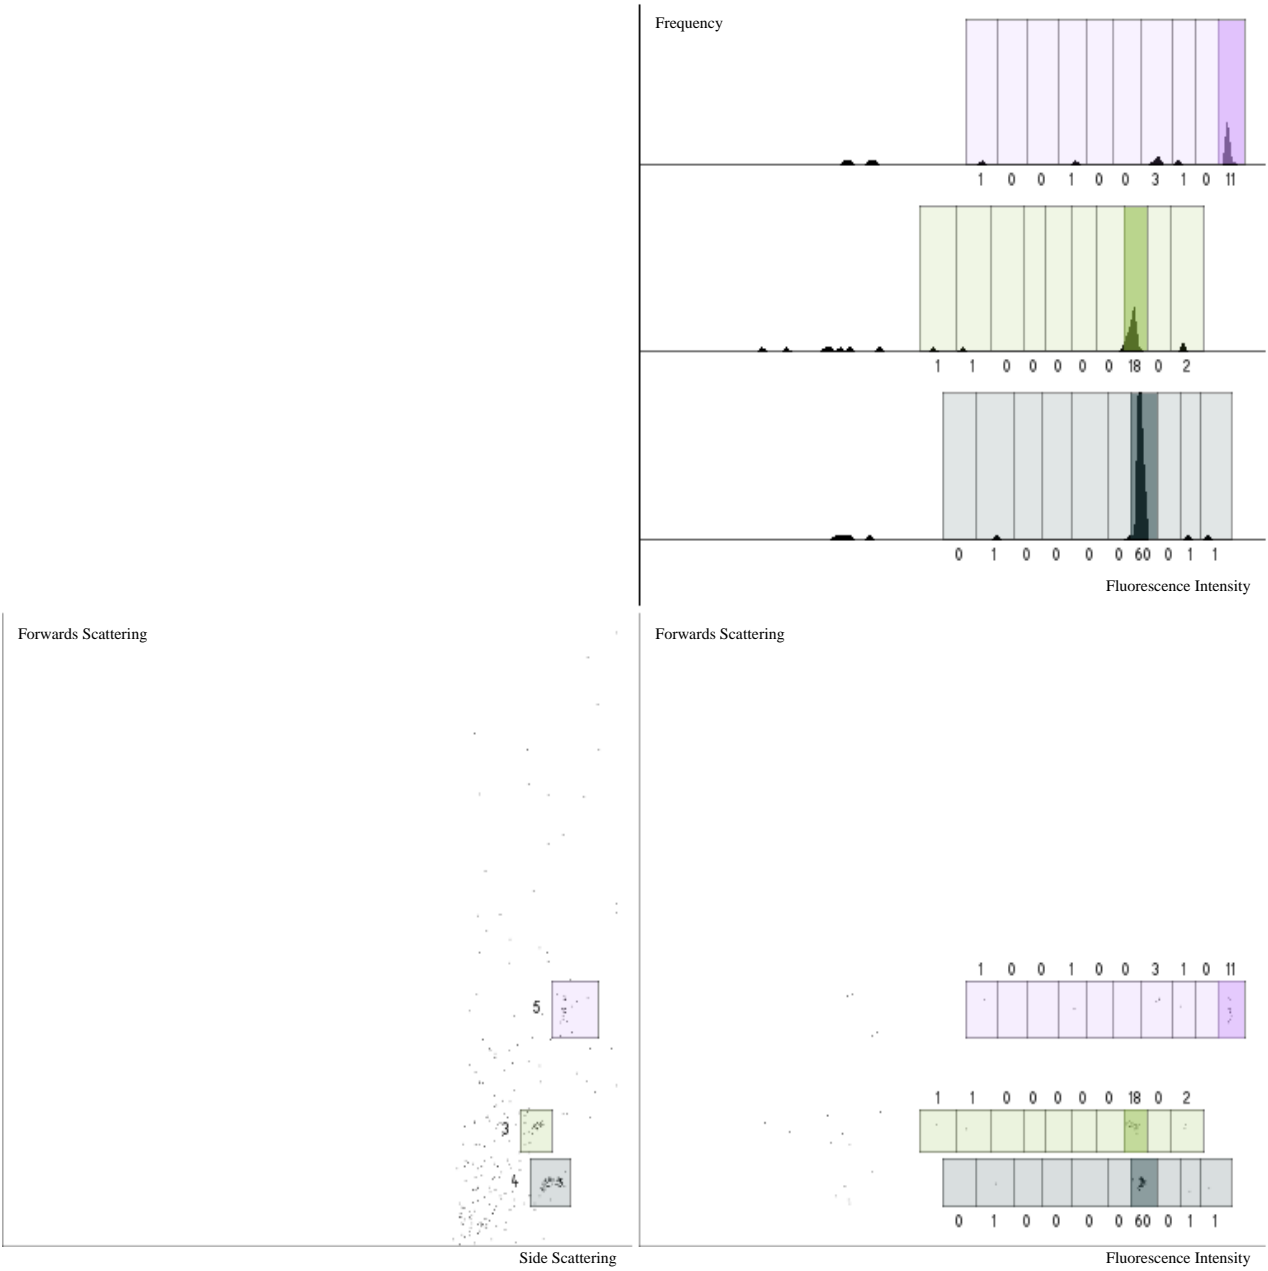 Frequency
1 0 0 1 0 0 3 1 0 11
1 1 0 0 0 0 0 18 0 2
0 1 0 0 0 0 60 0 1 1
Fluorescence Intensity
Forwards Scattering
5
3
4
Side Scattering
Forwards Scattering
1 0 0 1 0 0 3 1 0 11
1 1 0 0 0 0 0 18 0 2
0 1 0 0 0 0 60 0 1 1
Fluorescence Intensity